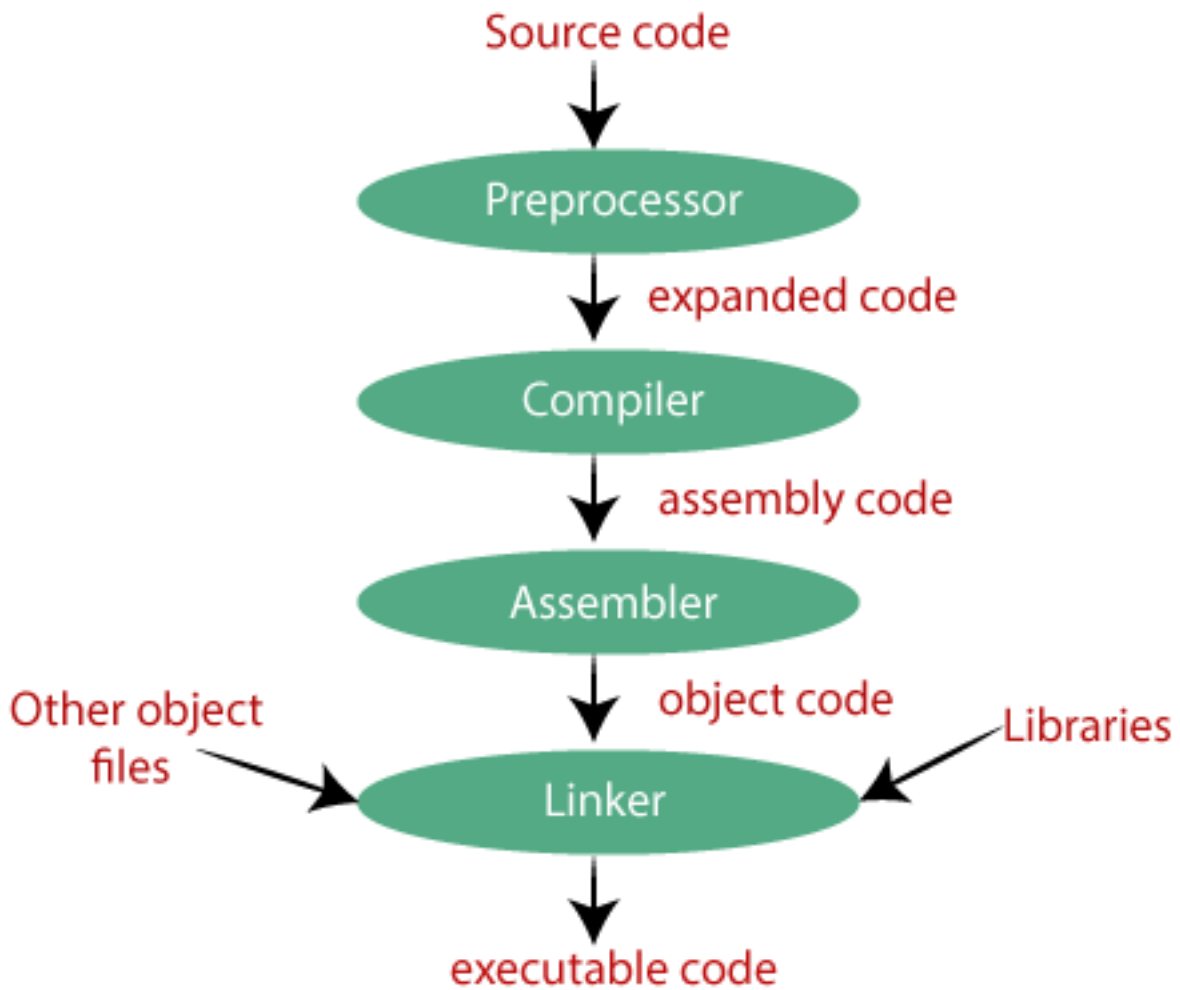 Source code
Preprocessor
expanded code
Compiler
assembly code
Assembler
object code
Other object
files
Libraries
Linker
executable code